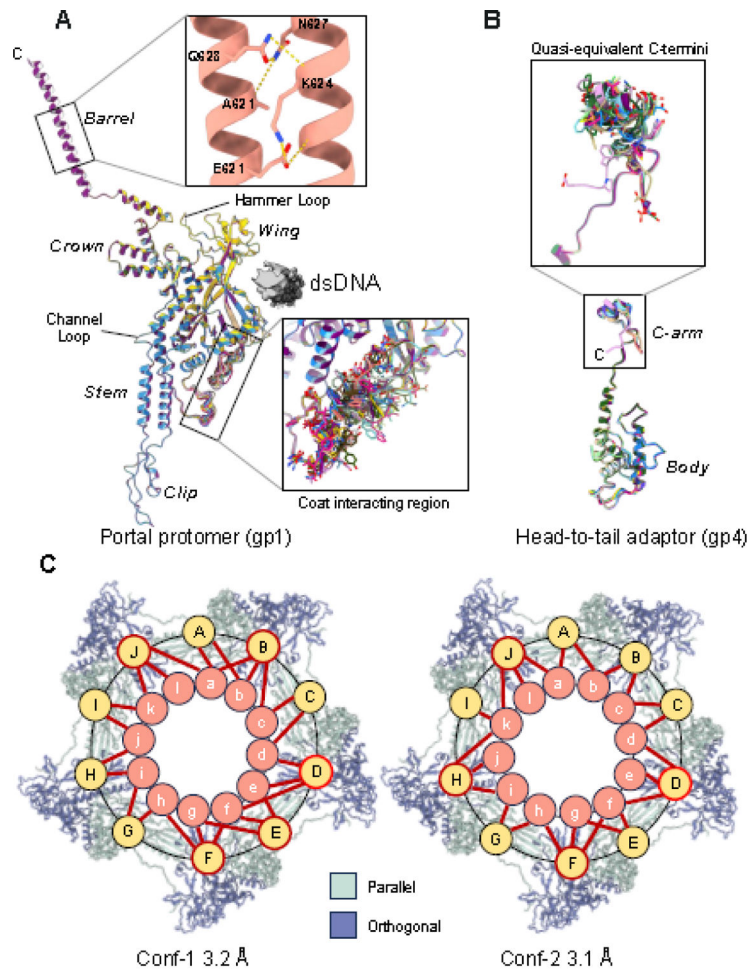 A
C
Barrel
N627
Q628
K624
A621
E621
Hammer Loop
Wing
Crown
dsDNA
Channel
Loop
Stem
Clip
Coat interacting region
Portal protomer (gp1)
B
Quasi-equivalent C-termini
C-arm
C
Body
Head-to-tail adaptor (gp4)
C
A
B
C
D
E
F
G
H
I
J
a
b
c
d
e
f
g
h
i
j
k
l
Conf-1 3.2 Å
Parallel
Orthogonal
A
B
C
D
E
F
G
H
I
J
a
b
c
d
e
f
g
h
i
j
k
l
Conf-2 3.1 Å